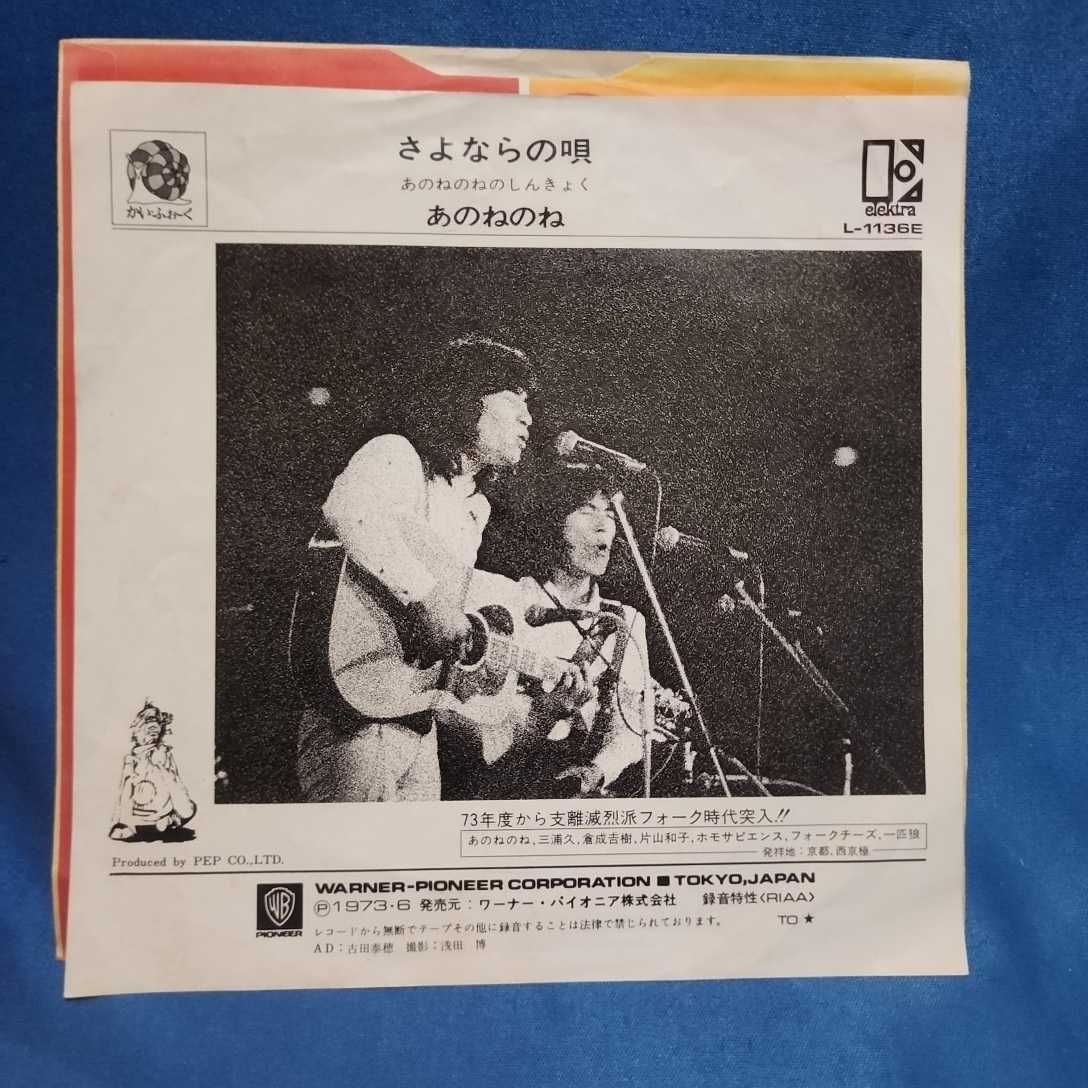 さよならの唄
あのねのねのしんきょく
あのねのね
かいふぉーく
elektra
L-1136E
73年度から支離滅烈派フォーク時代突入!!
あのねのね,三浦久,倉成吉樹,片山和子,ホモサピエンス,フォークチーズ,一匹狼
発祥地:京都,西京極
Produced by PEP CO.,LTD.
WB
PIONEER
WARNER-PIONEER CORPORATION ■ TOKYO,JAPAN
Ⓟ1973・6 発売元:ワーナー・パイオニア株式会社 録音特性〈RIAA〉
レコードから無断でテープその他に録音することは法律で禁じられております。 TO ★
AD:古田泰穂 撮影:浅田 博